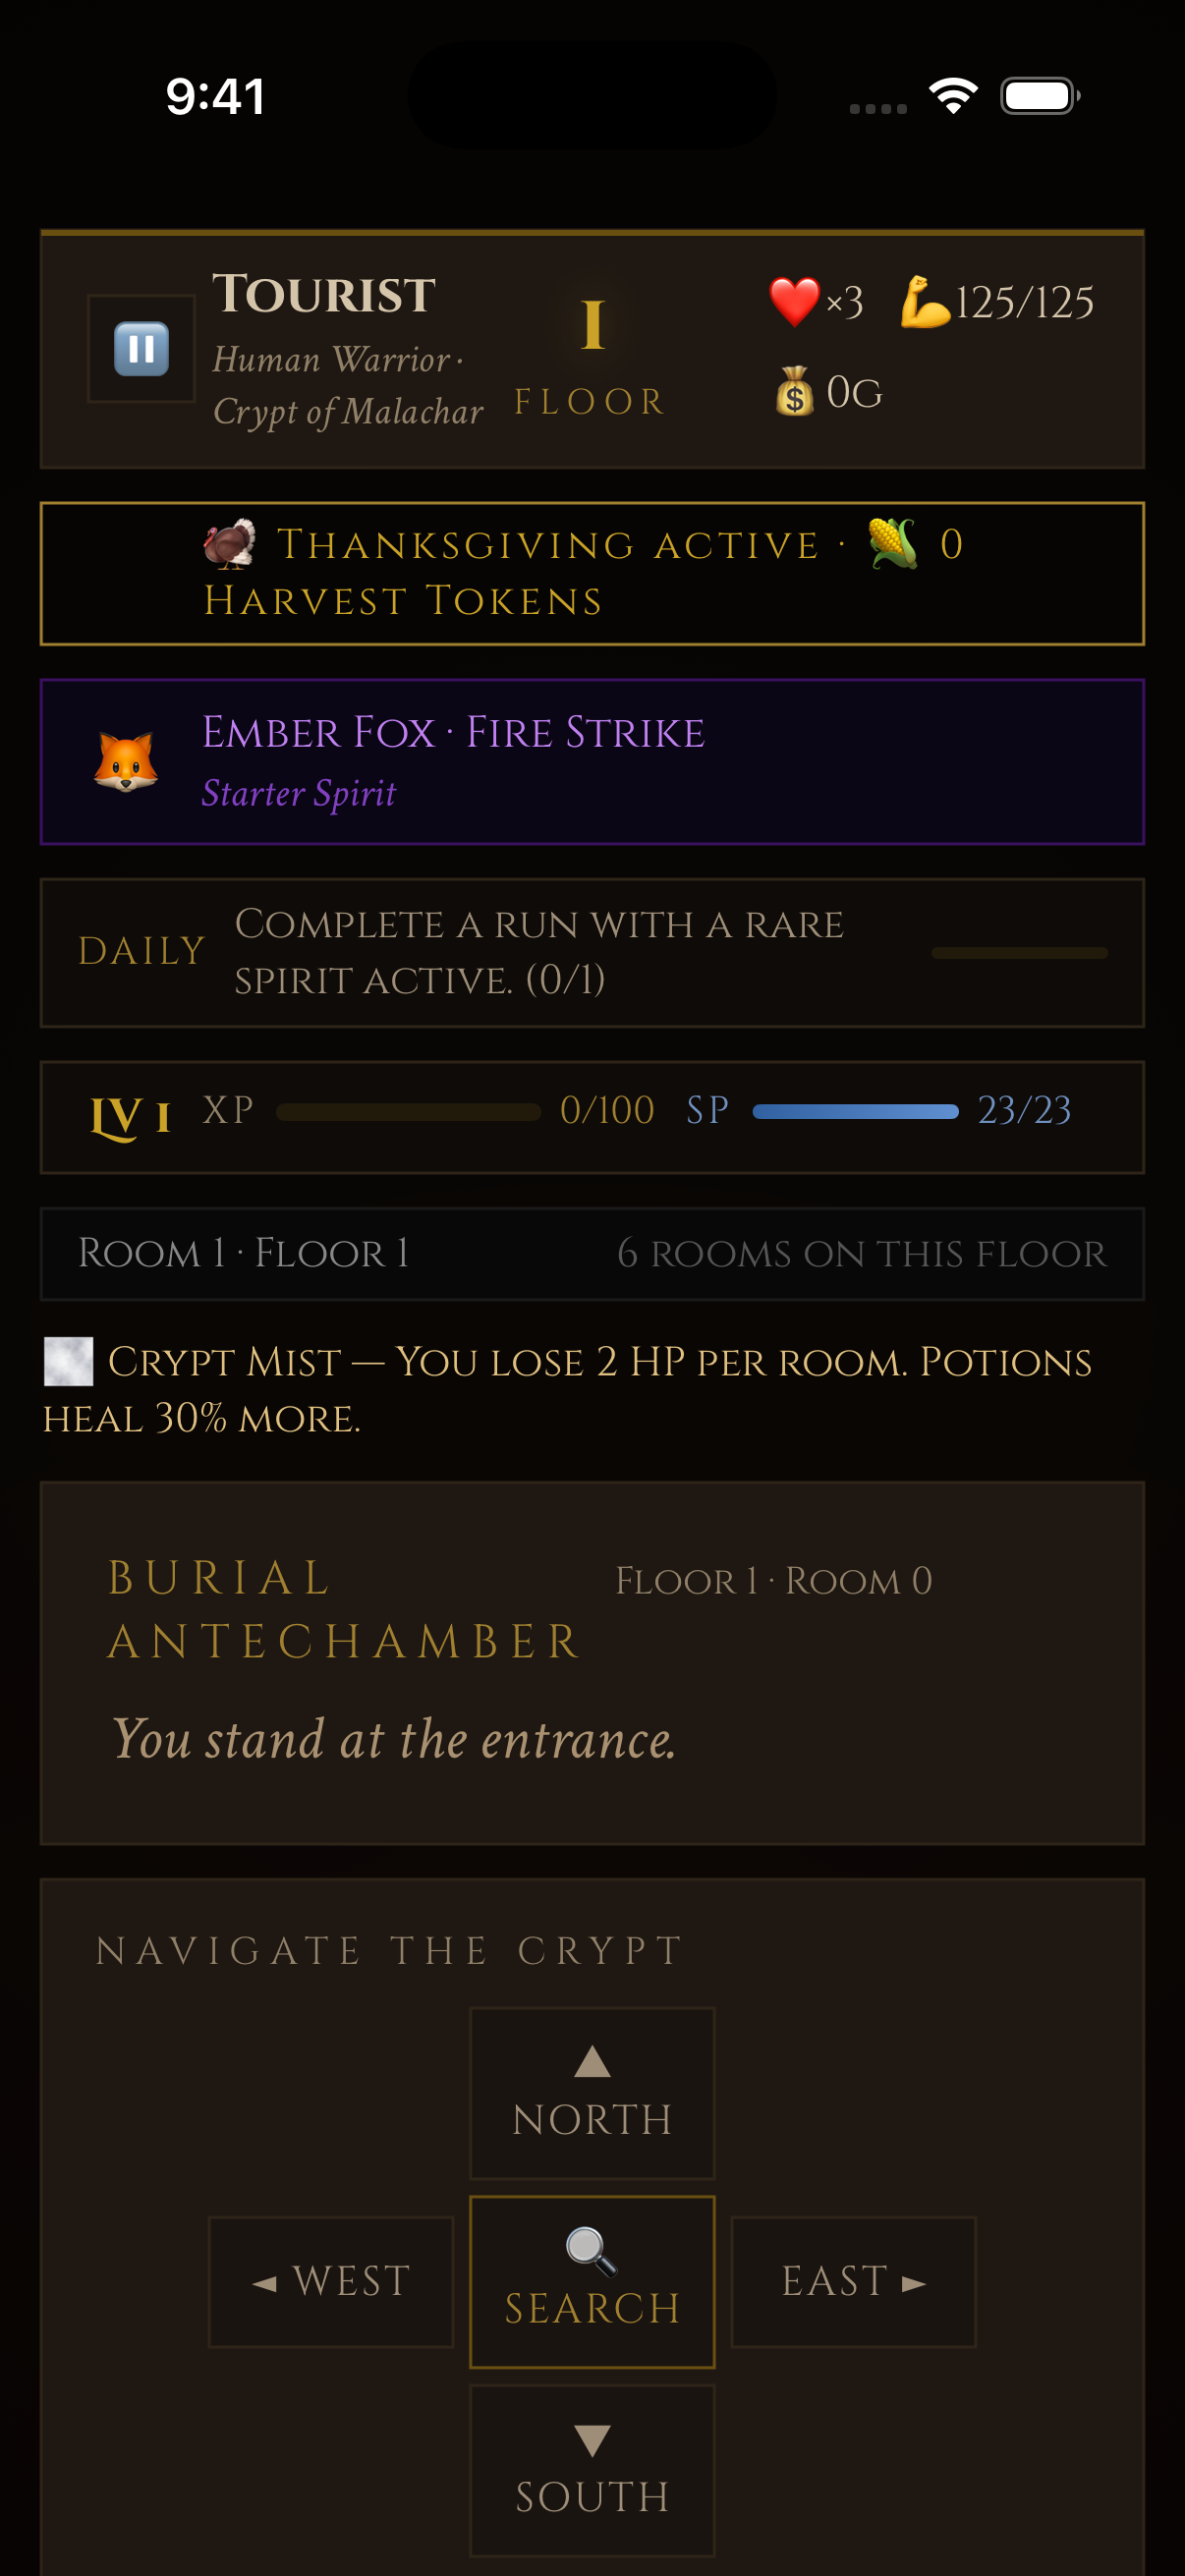 9:41
Tourist
Human Warrior ·
Crypt of Malachar
I
FLOOR
❤️×3 💪125/125
💰 0G
🦃 Thanksgiving active · 🌽 0
Harvest Tokens
🦊 Ember Fox · Fire Strike
Starter Spirit
DAILY
Complete a run with a rare
spirit active. (0/1)
LV 1 XP 0/100 SP 23/23
Room 1 · Floor 1
6 rooms on this floor
🌫️ Crypt Mist — You lose 2 HP per room. Potions
heal 30% more.
BURIAL
ANTECHAMBER
Floor 1 · Room 0
You stand at the entrance.
NAVIGATE THE CRYPT
▲
NORTH
◄ WEST
🔍
SEARCH
EAST ►
▼
SOUTH